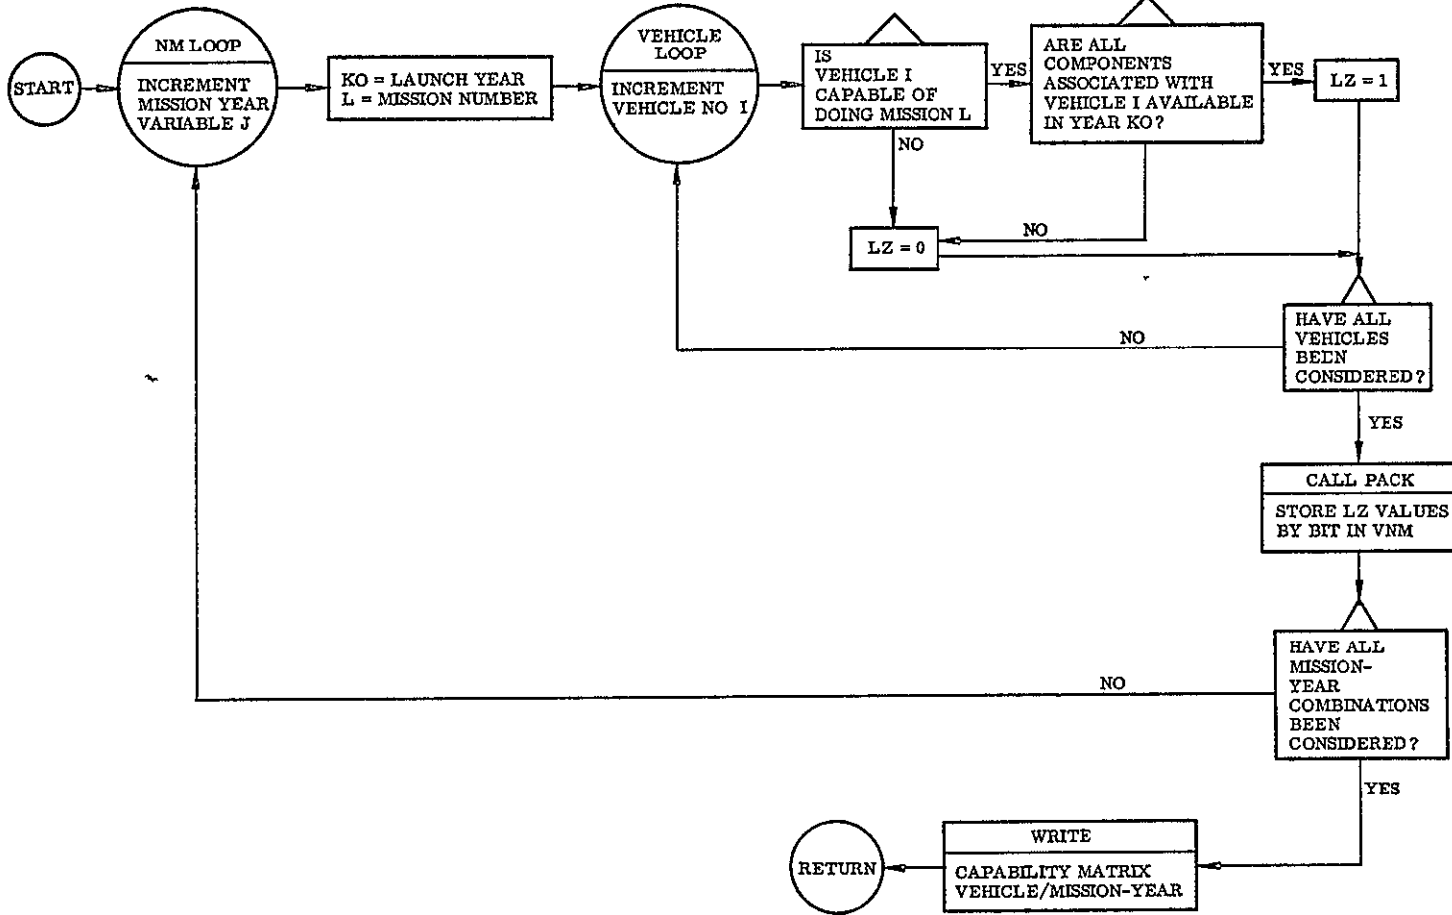 START
NM LOOP
INCREMENT
MISSION YEAR
VARIABLE J
KO = LAUNCH YEAR
L = MISSION NUMBER
VEHICLE
LOOP
INCREMENT
VEHICLE NO I
IS
VEHICLE I
CAPABLE OF
DOING MISSION L
YES
NO
ARE ALL
COMPONENTS
ASSOCIATED WITH
VEHICLE I AVAILABLE
IN YEAR KO?
YES
LZ = 1
NO
LZ = 0
HAVE ALL
VEHICLES
BEEN
CONSIDERED?
NO
YES
CALL PACK
STORE LZ VALUES
BY BIT IN VNM
HAVE ALL
MISSION-
YEAR
COMBINATIONS
BEEN
CONSIDERED?
NO
YES
WRITE
CAPABILITY MATRIX
VEHICLE/MISSION-YEAR
RETURN